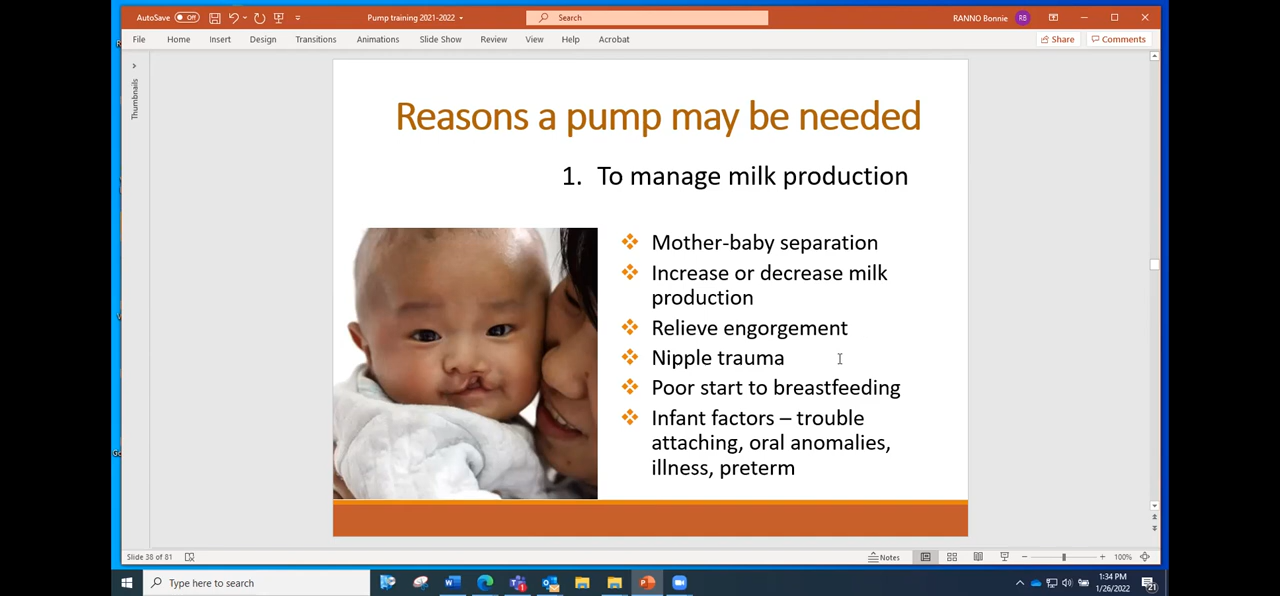 AutoSave Off Pump training 2021-2022 Search RANNO Bonnie RB
File Home Insert Design Transitions Animations Slide Show Review View Help Acrobat Share Comments
Thumbnails
Reasons a pump may be needed
1. To manage milk production
Mother-baby separation
Increase or decrease milk
production
Relieve engorgement
Nipple trauma
Poor start to breastfeeding
Infant factors – trouble
attaching, oral anomalies,
illness, preterm
Slide 38 of 81 Notes 100%
Type here to search 1:34 PM
1/26/2022 21